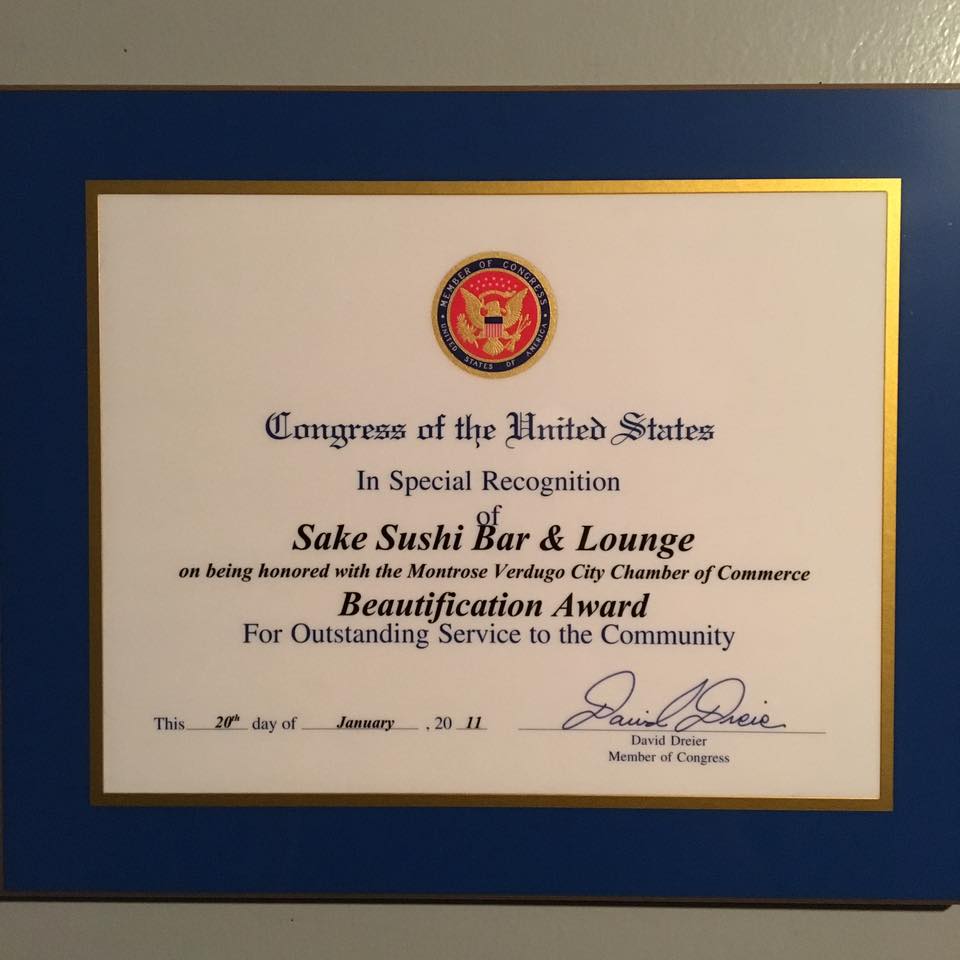 MEMBER OF CONGRESS
UNITED STATES OF AMERICA
Congress of the United States
In Special Recognition
of
Sake Sushi Bar & Lounge
on being honored with the Montrose Verdugo City Chamber of Commerce
Beautification Award
For Outstanding Service to the Community
This 20th day of January, 20 11
David Dreier
David Dreier
Member of Congress